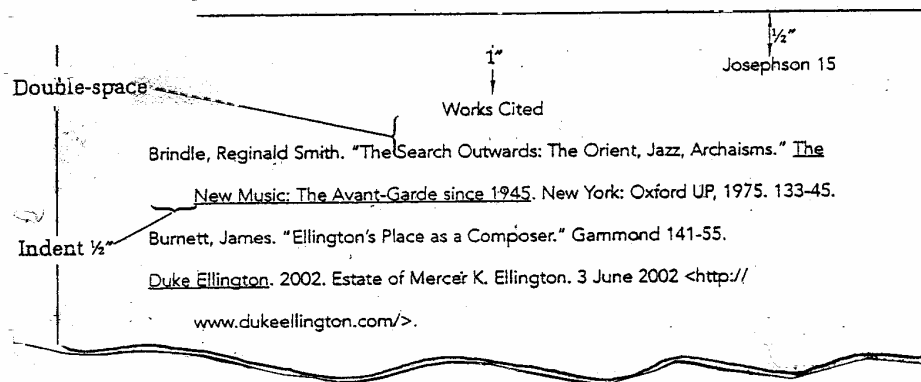 ½"
Josephson 15
1"
Double-space
Works Cited
Brindle, Reginald Smith. "The Search Outwards: The Orient, Jazz, Archaisms." The
New Music: The Avant-Garde since 1945. New York: Oxford UP, 1975. 133-45.
Indent ½"
Burnett, James. "Ellington's Place as a Composer." Gammond 141-55.
Duke Ellington. 2002. Estate of Mercer K. Ellington. 3 June 2002 <http://
www.dukeellington.com/>.